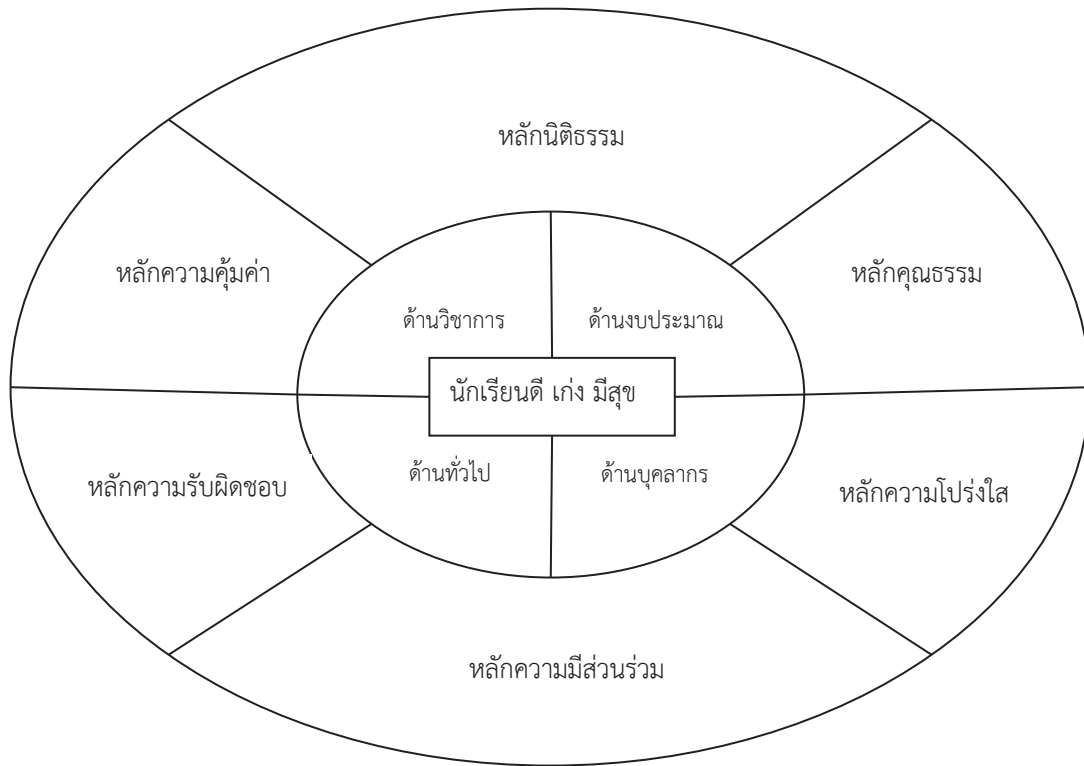 หลักนิติธรรม
หลักความคุ้มค่า
หลักคุณธรรม
ด้านวิชาการ
ด้านงบประมาณ
นักเรียนดี เก่ง มีสุข
ด้านทั่วไป
ด้านบุคลากร
หลักความรับผิดชอบ
หลักความโปร่งใส
หลักความมีส่วนร่วม